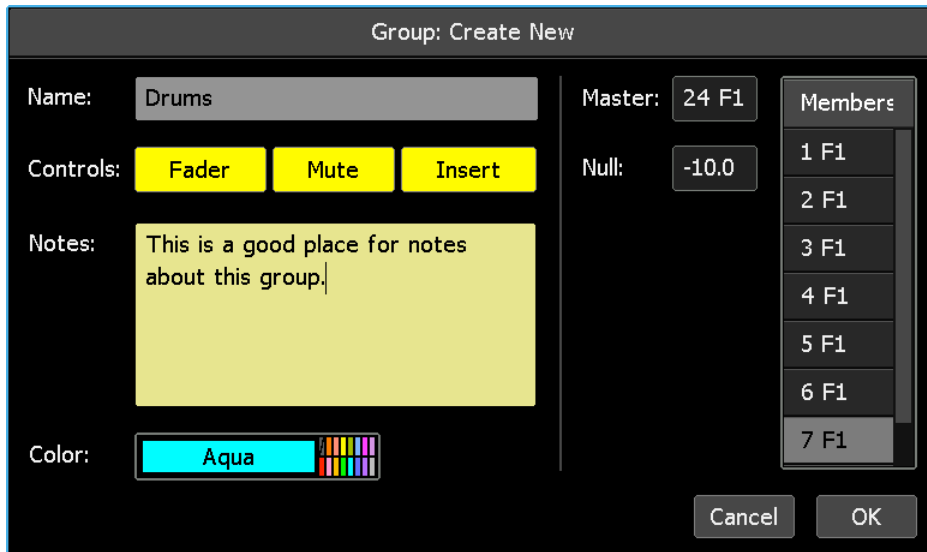 Group: Create New
Name:
Drums
Controls:
Fader
Mute
Insert
Notes:
This is a good place for notes
about this group.
Color:
Aqua
Master:
24 F1
Null:
-10.0
Members
1 F1
2 F1
3 F1
4 F1
5 F1
6 F1
7 F1
Cancel
OK